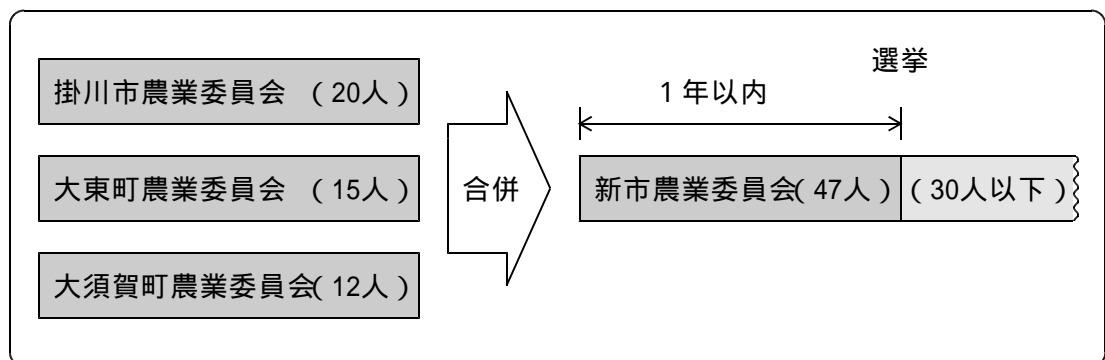 掛川市農業委員会 （20人）
大東町農業委員会 （15人）
大須賀町農業委員会（12人）
合併
選挙
1年以内
新市農業委員会（47人）
（30人以下）